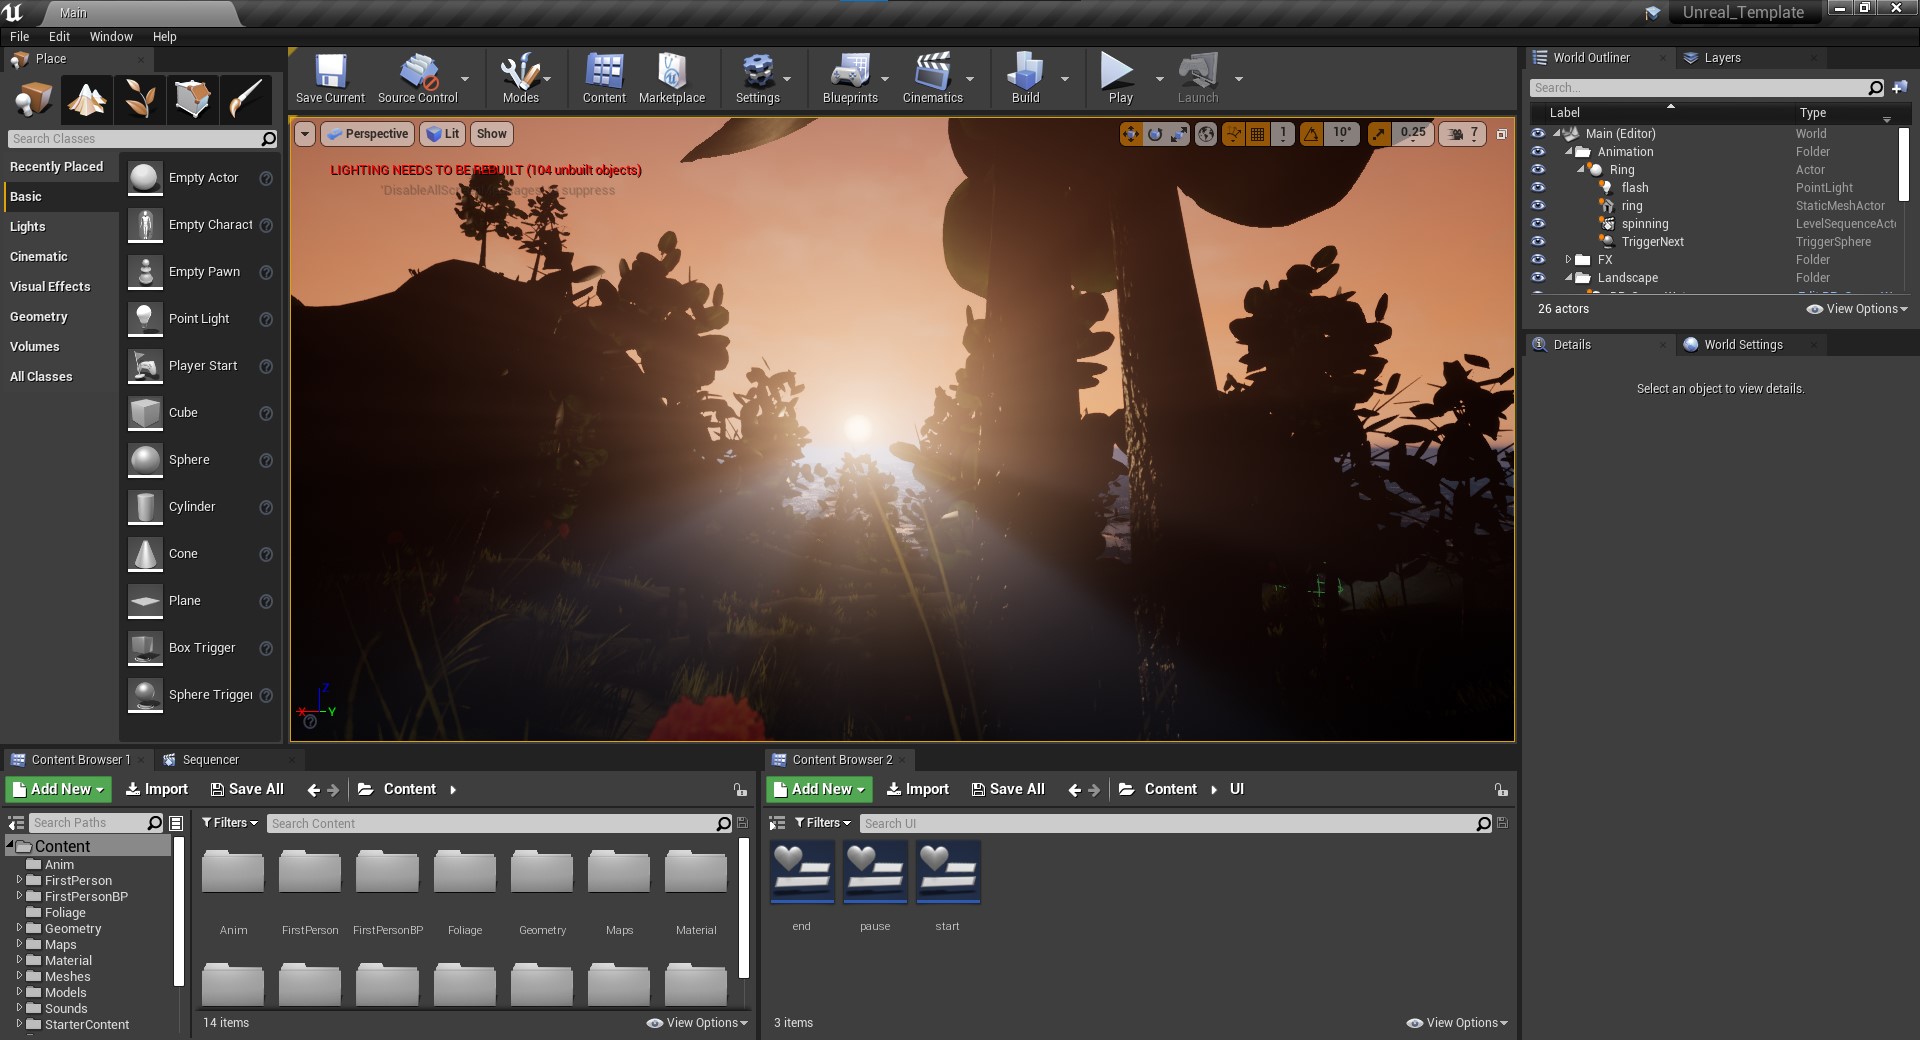 Main
Unreal_Template
File Edit Window Help
Place
Search Classes
Recently Placed
Basic
Lights
Cinematic
Visual Effects
Geometry
Volumes
All Classes
Empty Actor
Empty Charact
Empty Pawn
Point Light
Player Start
Cube
Sphere
Cylinder
Cone
Plane
Box Trigger
Sphere Trigger
Save Current Source Control Modes Content Marketplace Settings Blueprints Cinematics Build Play Launch
Perspective Lit Show
1 10° 0.25 7
LIGHTING NEEDS TO BE REBUILT (104 unbuilt objects)
suppress
Z
X Y
World Outliner Layers
Search...
Label Type
Main (Editor) World
Animation Folder
Ring Actor
flash PointLight
ring StaticMeshActor
spinning LevelSequenceActo
TriggerNext TriggerSphere
FX Folder
Landscape Folder
26 actors View Options
Details World Settings
Select an object to view details.
Content Browser 1 Sequencer
Add New Import Save All Content
Search Paths
Content
Anim
FirstPerson
FirstPersonBP
Foliage
Geometry
Maps
Material
Meshes
Models
Sounds
StarterContent
Filters Search Content
Anim FirstPerson FirstPersonBP Foliage Geometry Maps Material
14 items View Options
Content Browser 2
Add New Import Save All Content UI
Filters Search UI
end pause start
3 items View Options